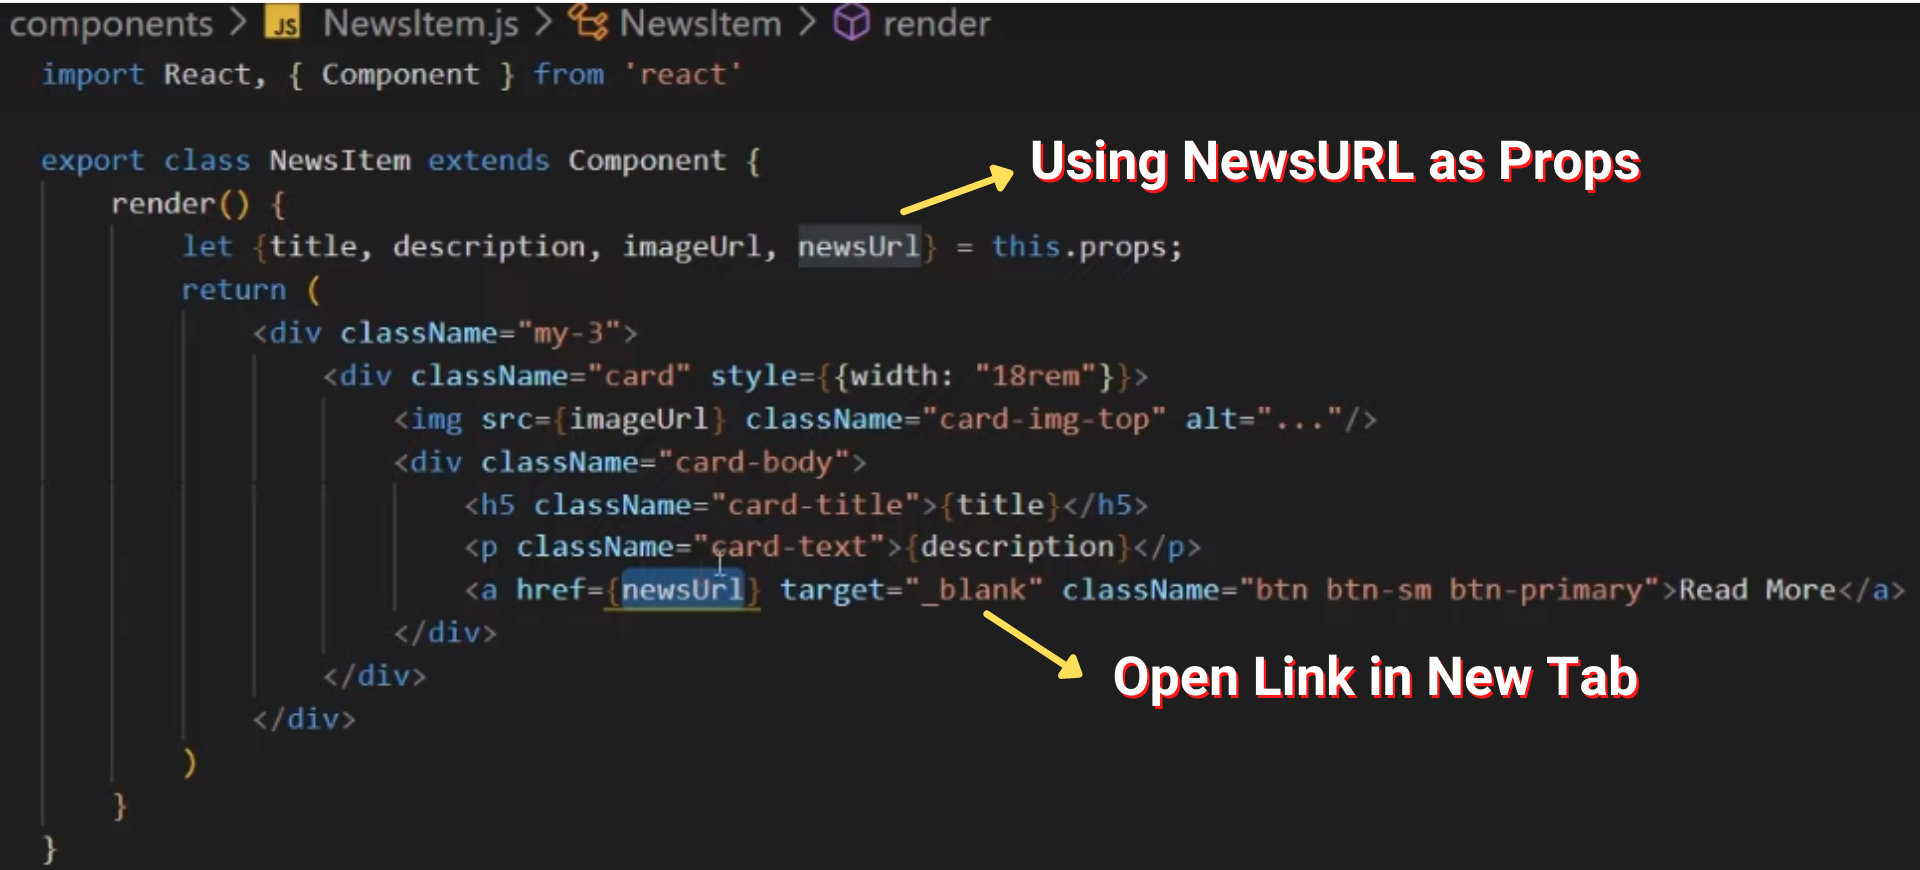 components > JS NewsItem.js > NewsItem > render
import React, { Component } from 'react'
export class NewsItem extends Component {
render() {
let {title, description, imageUrl, newsUrl} = this.props;
return (
<div className="my-3">
<div className="card" style={{width: "18rem"}}>
<img src={imageUrl} className="card-img-top" alt="..."/>
<div className="card-body">
<h5 className="card-title">{title}</h5>
<p className="card-text">{description}</p>
<a href={newsUrl} target="_blank" className="btn btn-sm btn-primary">Read More</a>
</div>
</div>
</div>
)
}
}
Using NewsURL as Props
Open Link in New Tab